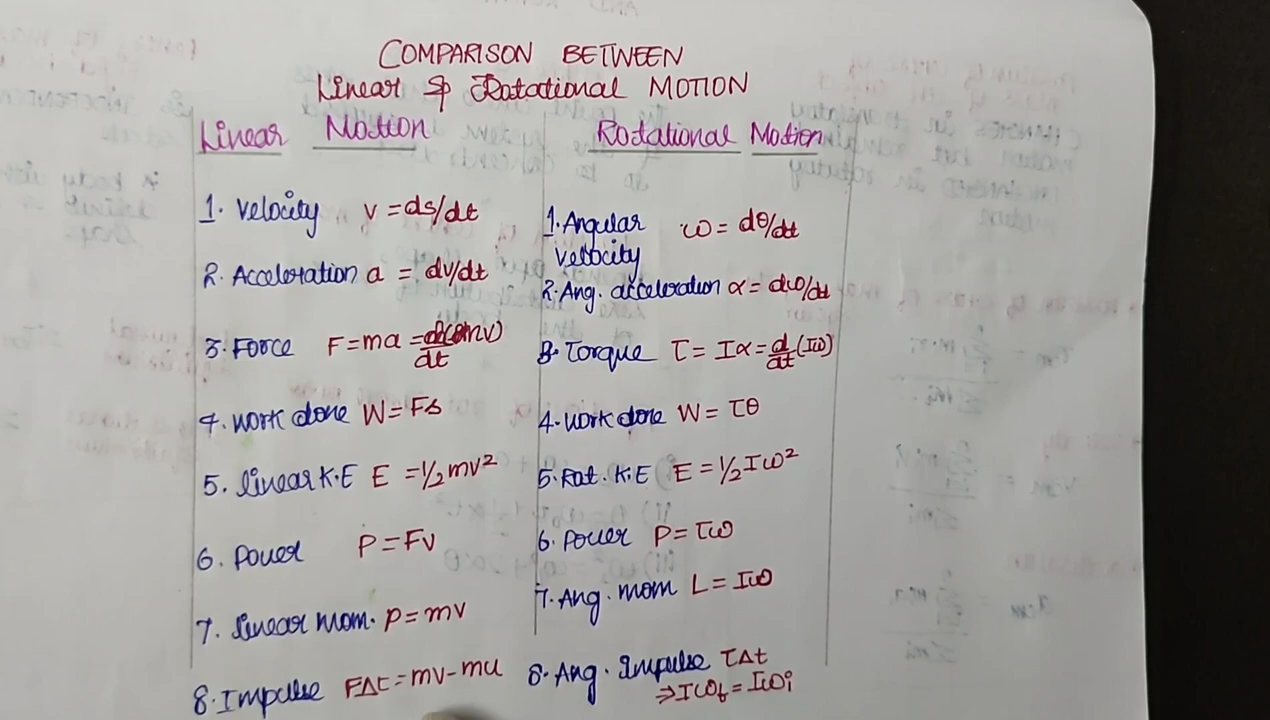 COMPARISON BETWEEN
Linear & Rotational MOTION
Linear Motion
1. Velocity v = ds/dt
2. Acceleration a = dv/dt
3. Force F = ma = d(mv)/dt
4. Work done W = Fs
5. Linear K.E E = 1/2 mv²
6. Power P = Fv
7. Linear mom. P = mv
8. Impulse FΔt = mv - mu
Rotational Motion
1. Angular ω = dθ/dt
velocity
2. Ang. acceleration α = dω/dt
3. Torque τ = Iα = d/dt (Iω)
4. Work done W = τθ
5. Rot. K.E E = 1/2 Iω²
6. Power P = τω
7. Ang. mom L = Iω
8. Ang. Impulse τΔt
⇒ Iωf = Iωi